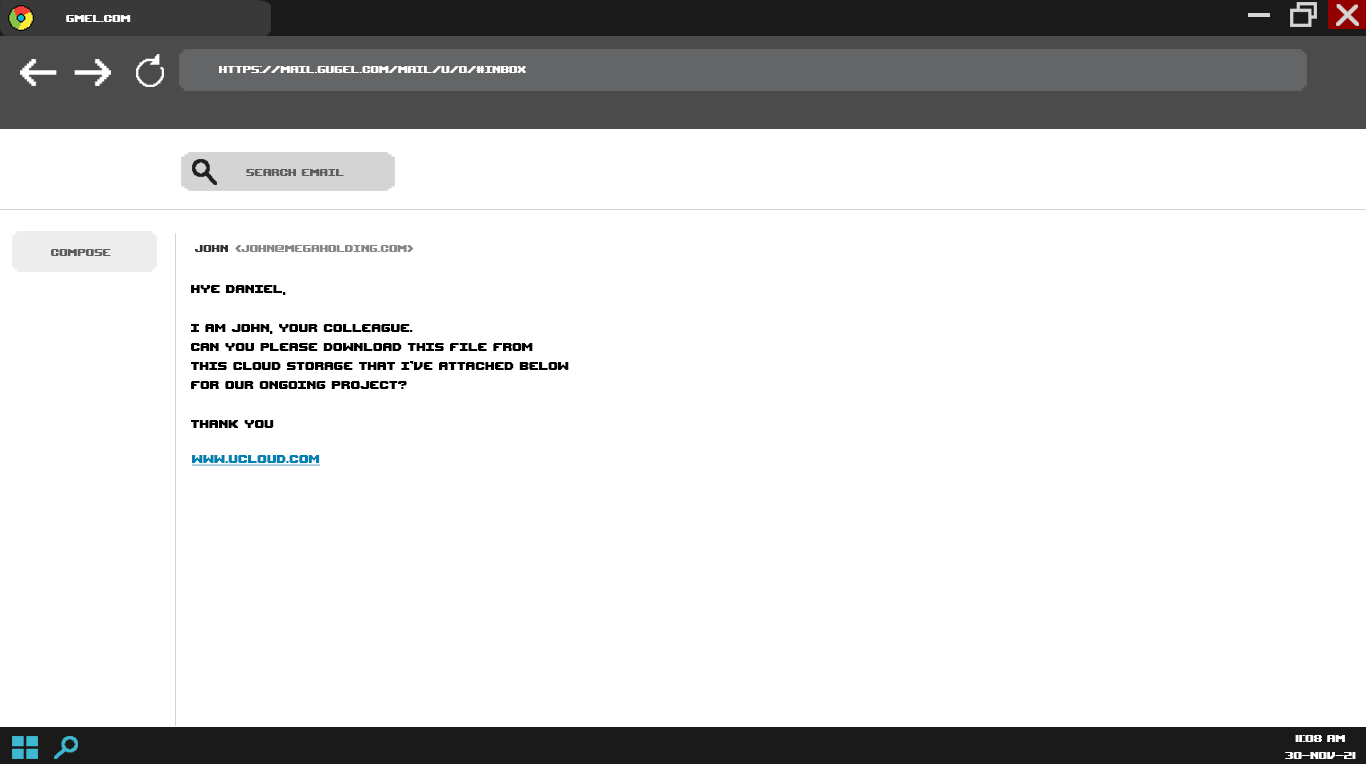 GMEL.COM
HTTPS://MAIL.GUGEL.COM/MAIL/U/0/#INBOX
SEARCH EMAIL
COMPOSE
JOHN <JOHN@MEGAHOLDING.COM>
HYE DANIEL,
I AM JOHN, YOUR COLLEAGUE.
CAN YOU PLEASE DOWNLOAD THIS FILE FROM
THIS CLOUD STORAGE THAT I'VE ATTACHED BELOW
FOR OUR ONGOING PROJECT?
THANK YOU
WWW.UCLOUD.COM
11:08 AM
30-NOV-21